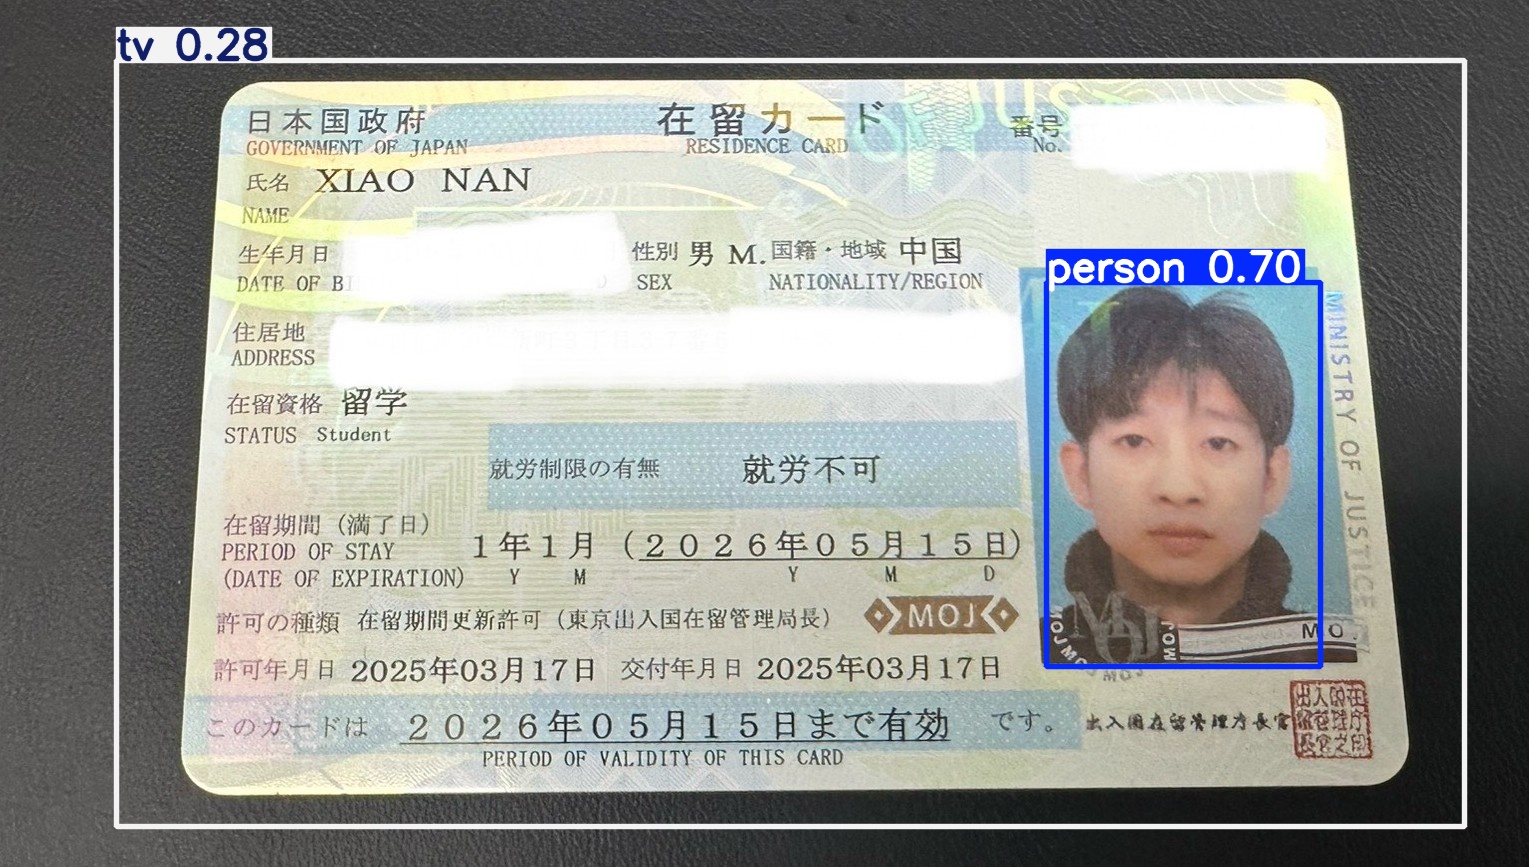 tv 0.28
日本国政府 在留カード 番号
GOVERNMENT OF JAPAN RESIDENCE CARD No.
氏名 XIAO NAN
NAME
生年月日 性別 男 M. 国籍・地域 中国
DATE OF BI D SEX NATIONALITY/REGION
person 0.70
住居地
ADDRESS
在留資格 留学
STATUS Student
就労制限の有無 就労不可
在留期間（満了日）
PERIOD OF STAY 1年1月（2026年05月15日）
(DATE OF EXPIRATION) Y M Y M D
許可の種類 在留期間更新許可（東京出入国在留管理局長） MOJ
許可年月日 2025年03月17日 交付年月日 2025年03月17日
このカードは 2026年05月15日まで有効 です。 出入国在留管理庁長官
PERIOD OF VALIDITY OF THIS CARD
MINISTRY OF JUSTICE
MOJ MOJ MOJ
MO.